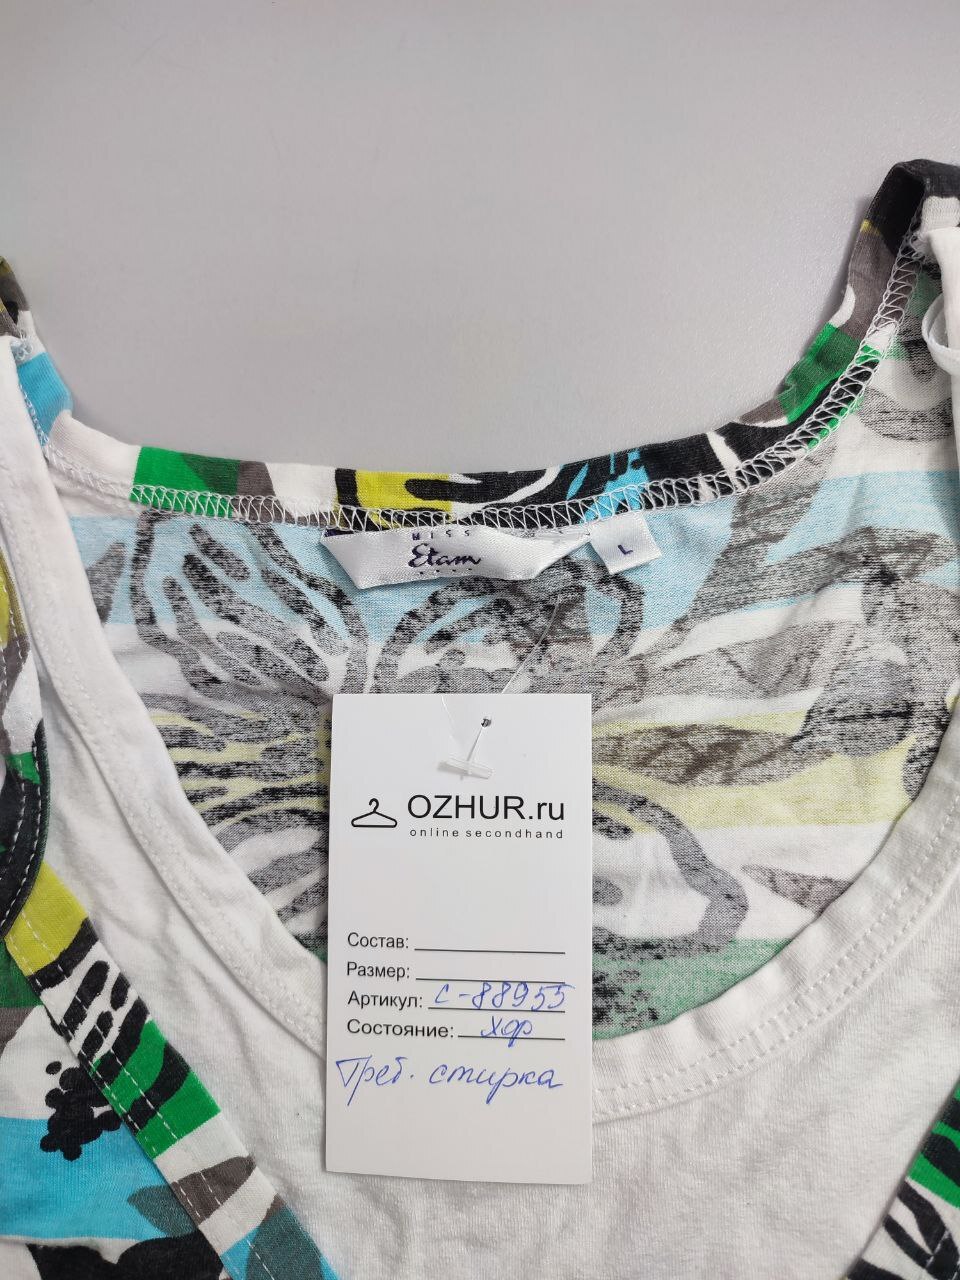 MISS
Etam
L
OZHUR.ru
online secondhand
Состав:
Размер:
Артикул: С-88955
Состояние: хор
Треб. стирка